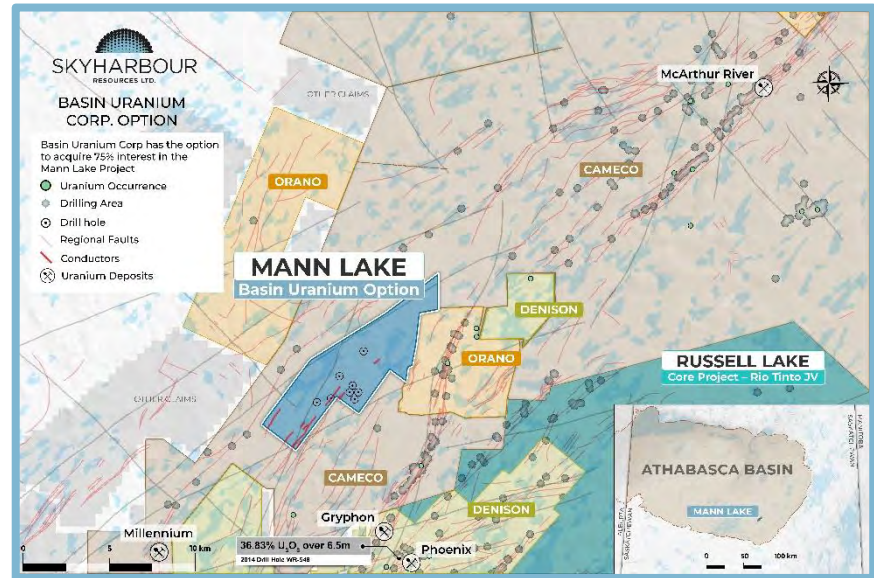 SKYHARBOUR
RESOURCES LTD.
BASIN URANIUM
CORP. OPTION
Basin Uranium Corp has the option
to acquire 75% interest in the
Mann Lake Project
Uranium Occurrence
Drilling Area
Drill hole
Regional Faults
Conductors
Uranium Deposits
OTHER CLAIMS
McArthur River
ORANO
CAMECO
MANN LAKE
Basin Uranium Option
DENISON
ORANO
RUSSELL LAKE
Core Project – Rio Tinto JV
OTHER CLAIMS
CAMECO
DENISON
Gryphon
Millennium
36.83% U₃O₈ over 6.5m
2014 Drill Hole WR-548
Phoenix
0 5 10 km
ATHABASCA BASIN
MANN LAKE
ALBERTA
SASKATCHEWAN
MANITOBA
SASKATCHEWAN
0 50 100 km